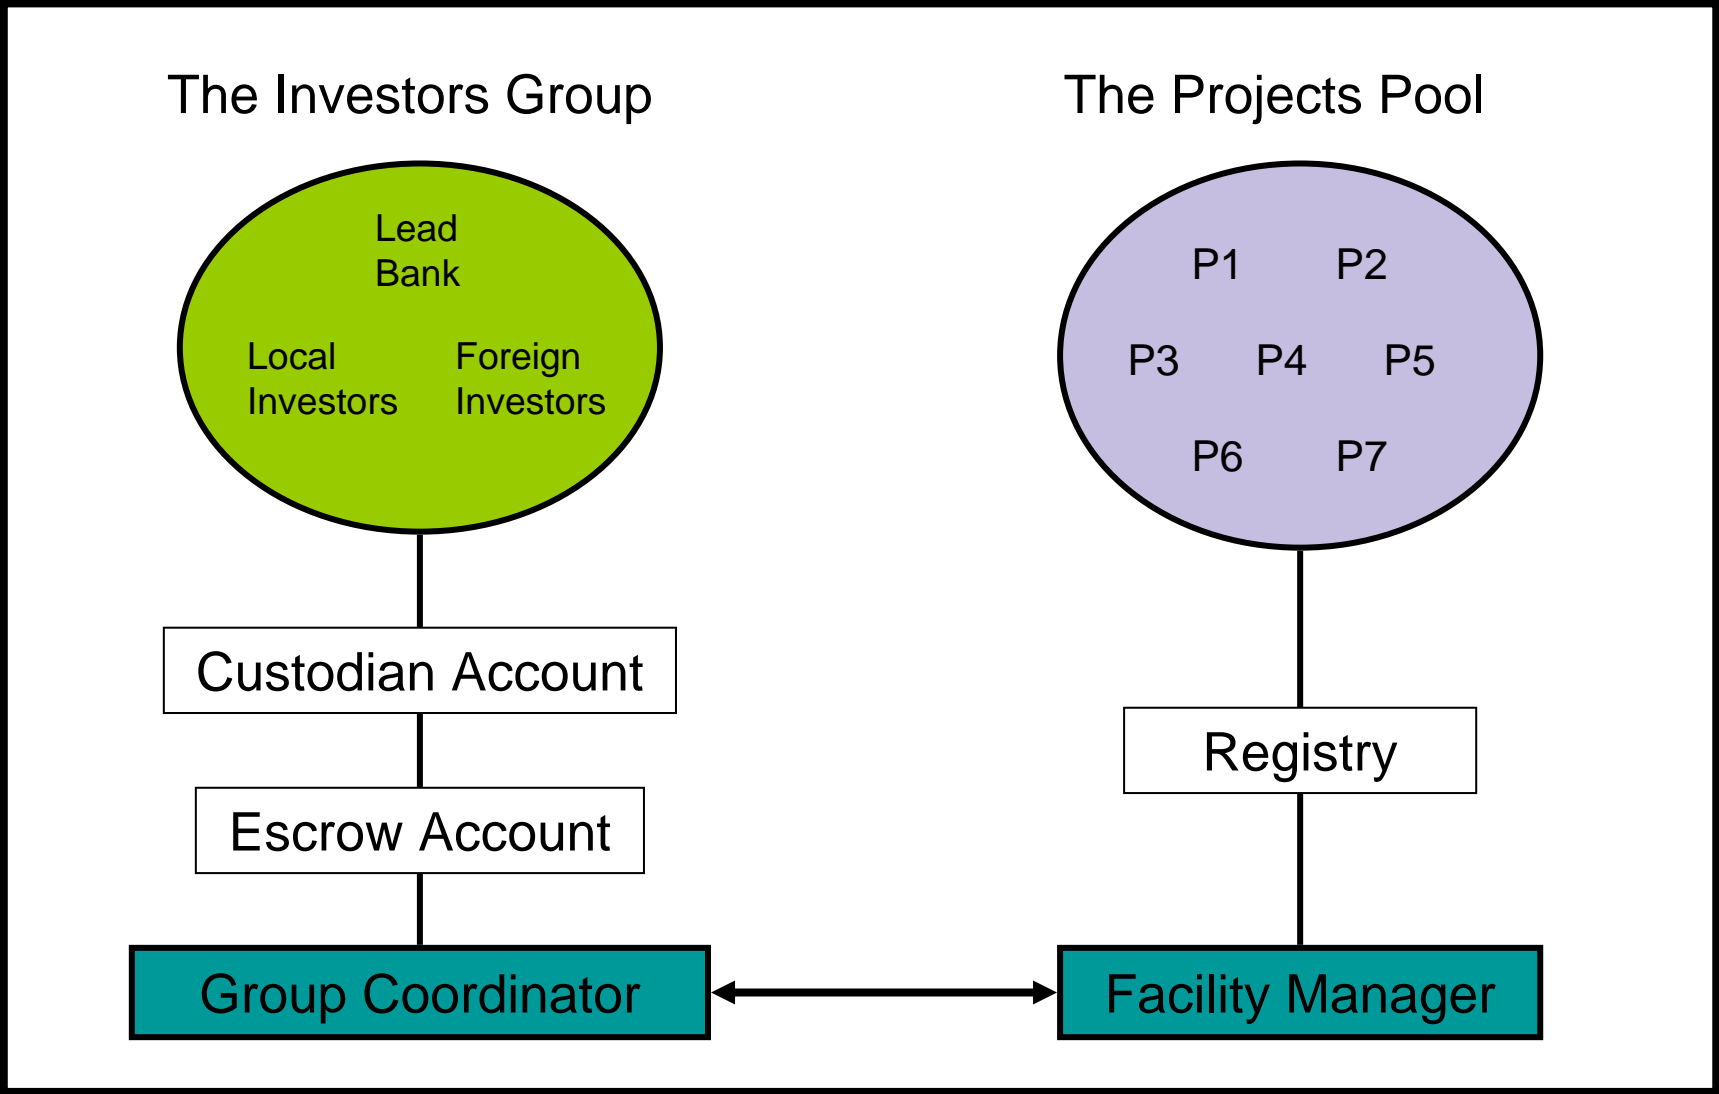 The Investors Group
The Projects Pool
Lead
Bank
Local
Investors
Foreign
Investors
P1 P2
P3 P4 P5
P6 P7
Custodian Account
Escrow Account
Registry
Group Coordinator
Facility Manager